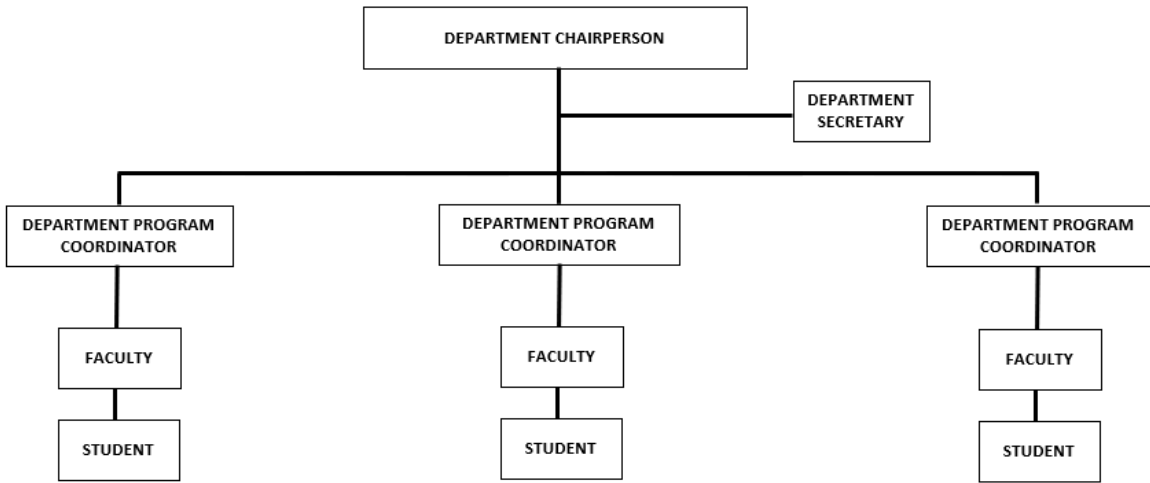 DEPARTMENT CHAIRPERSON
DEPARTMENT
SECRETARY
DEPARTMENT PROGRAM
COORDINATOR
DEPARTMENT PROGRAM
COORDINATOR
DEPARTMENT PROGRAM
COORDINATOR
FACULTY
FACULTY
FACULTY
STUDENT
STUDENT
STUDENT